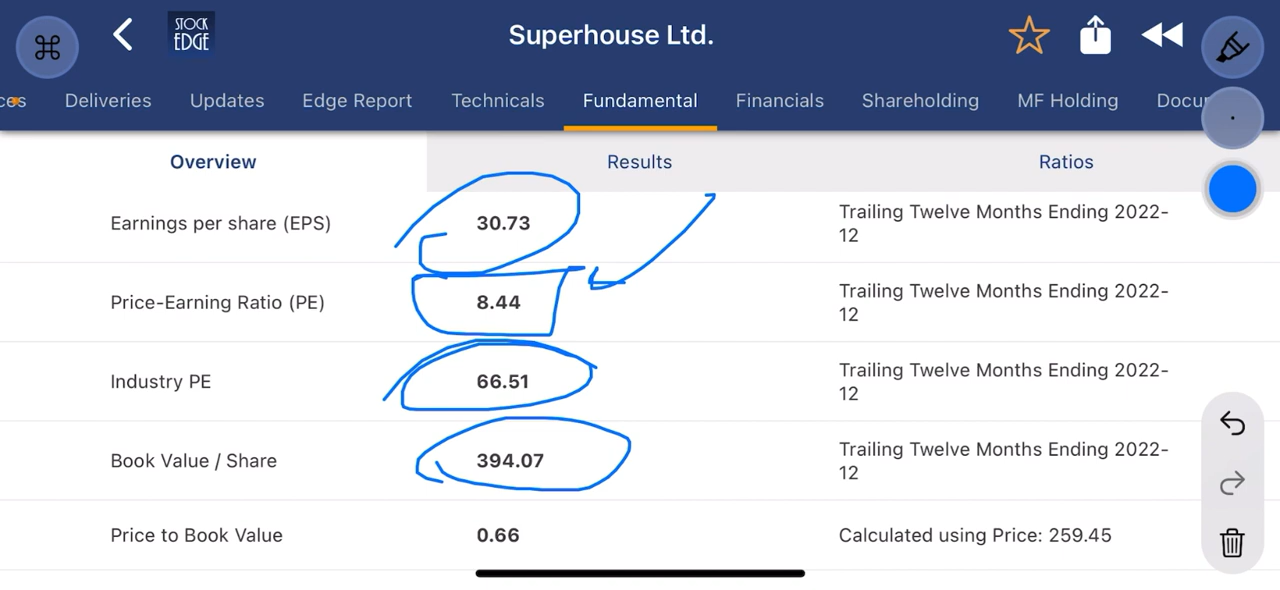 STOCK
EDGE
Superhouse Ltd.
Deliveries Updates Edge Report Technicals Fundamental Financials Shareholding MF Holding Docu
Overview Results Ratios
Earnings per share (EPS) 30.73 Trailing Twelve Months Ending 2022-
12
Price-Earning Ratio (PE) 8.44 Trailing Twelve Months Ending 2022-
12
Industry PE 66.51 Trailing Twelve Months Ending 2022-
12
Book Value / Share 394.07 Trailing Twelve Months Ending 2022-
12
Price to Book Value 0.66 Calculated using Price: 259.45